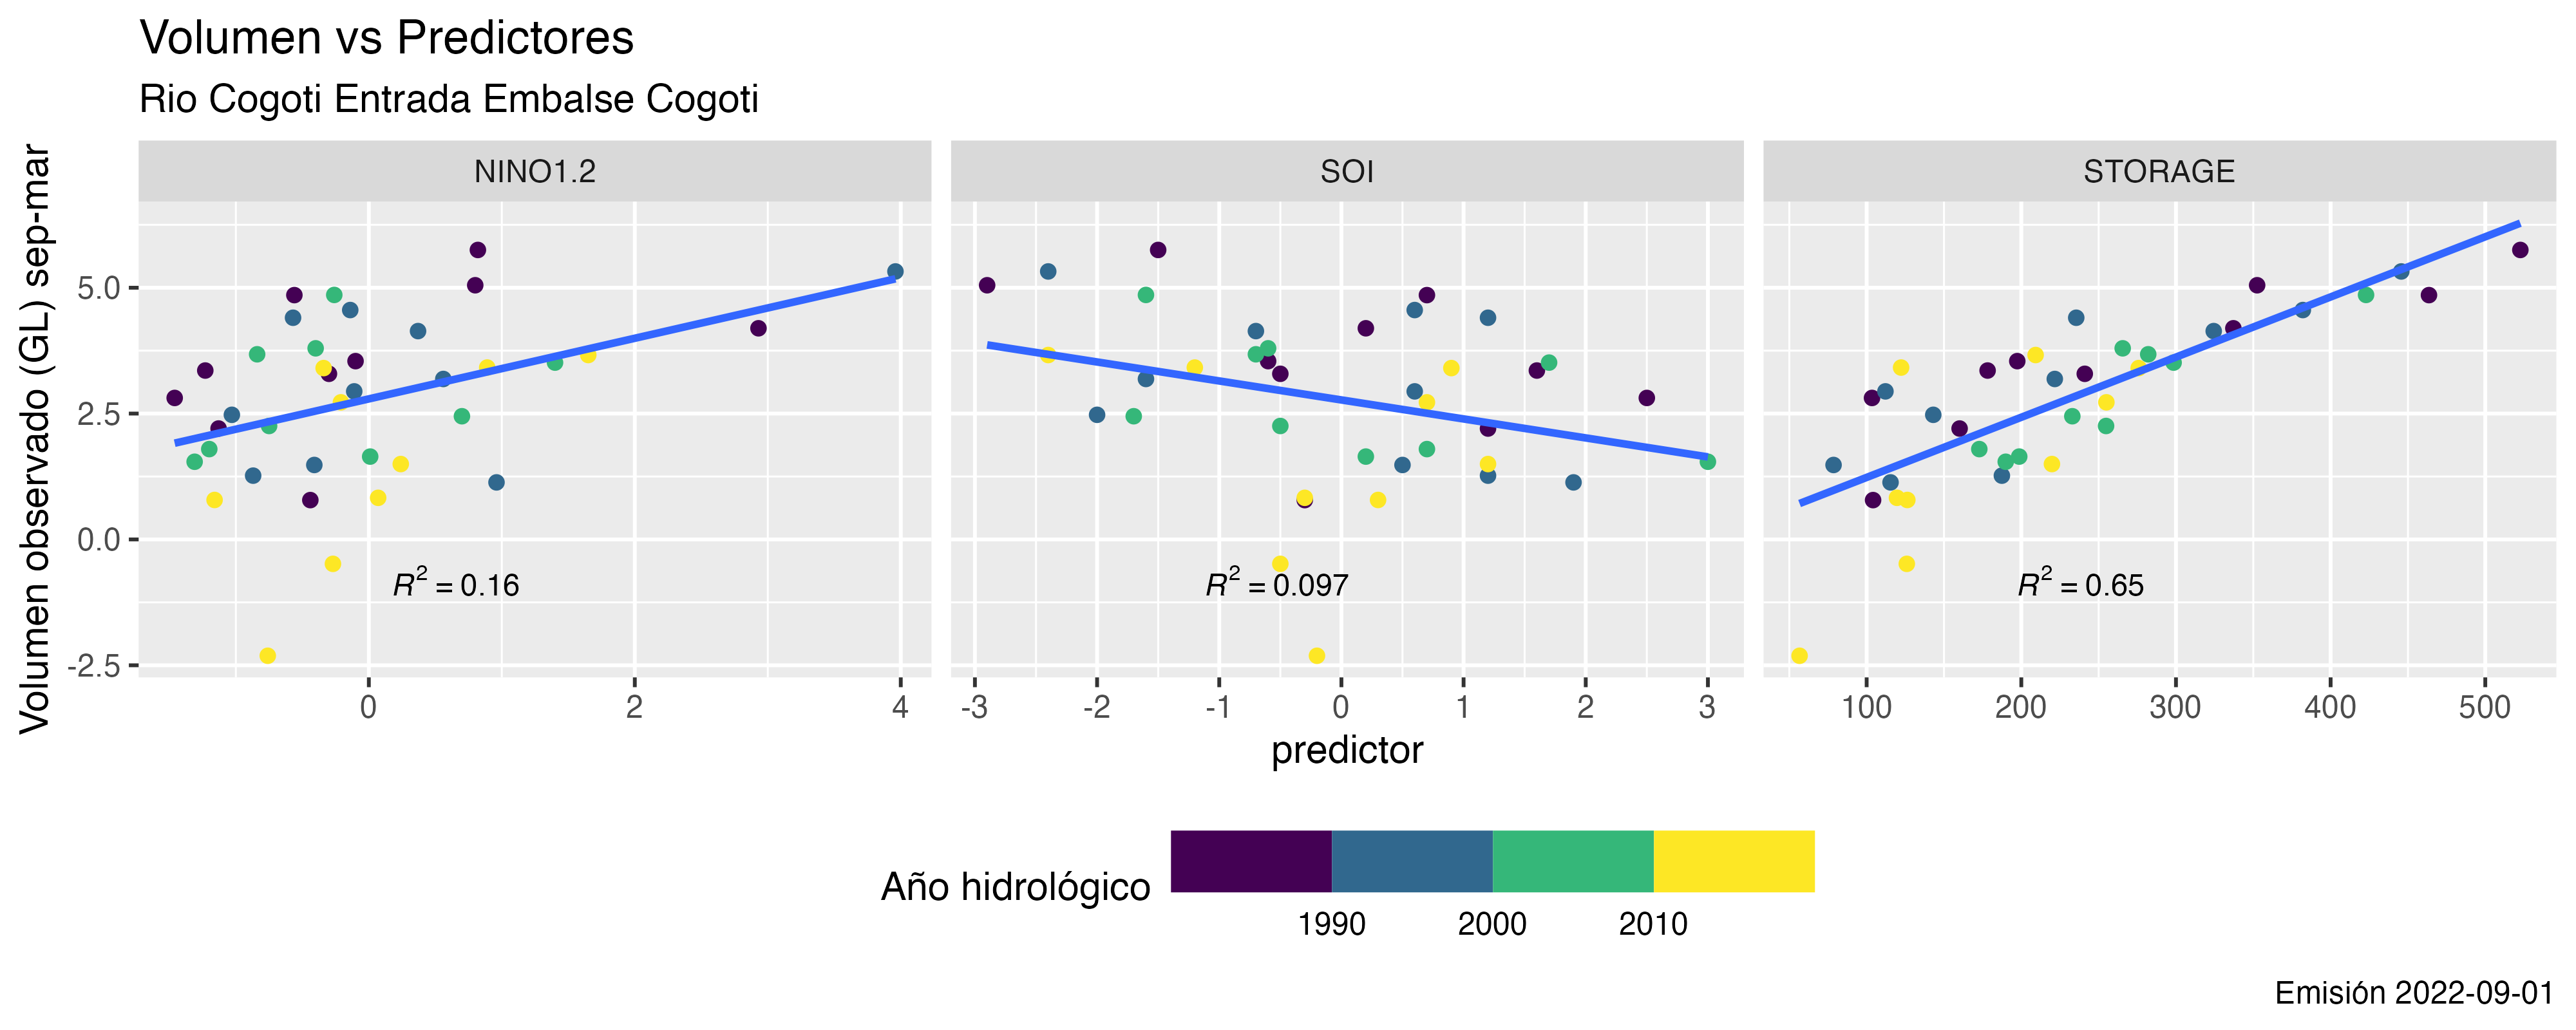 Volumen vs Predictores
Rio Cogoti Entrada Embalse Cogoti
NINO1.2 SOI STORAGE
Volumen observado (GL) sep-mar
5.0
2.5
0.0
-2.5
R² = 0.16 R² = 0.097 R² = 0.65
0 2 4 -3 -2 -1 0 1 2 3 100 200 300 400 500
predictor
Año hidrológico
1990 2000 2010
Emisión 2022-09-01